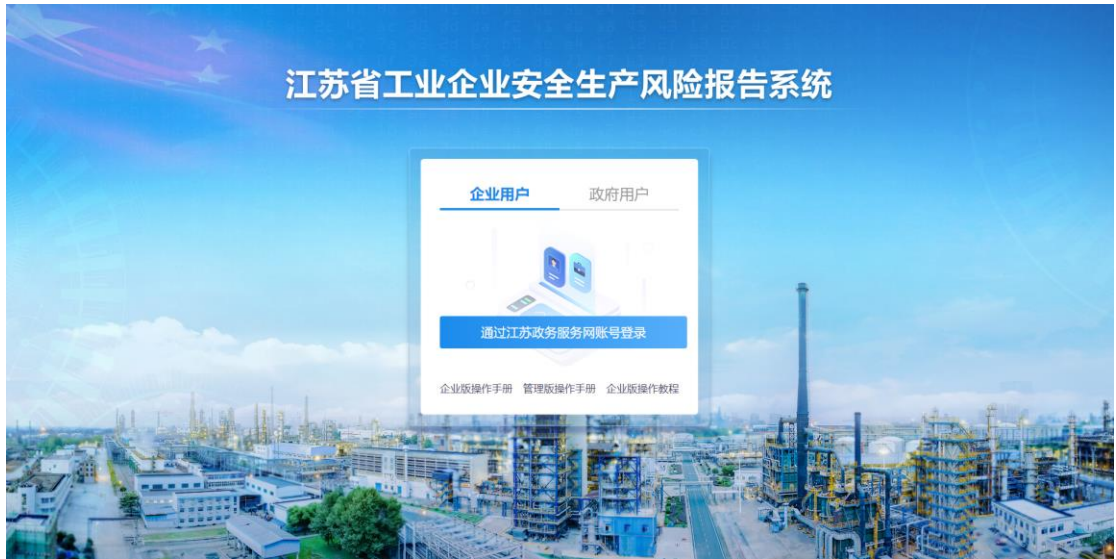 江苏省工业企业安全生产风险报告系统
企业用户 政府用户
通过江苏政务服务网账号登录
企业版操作手册 管理版操作手册 企业版操作教程